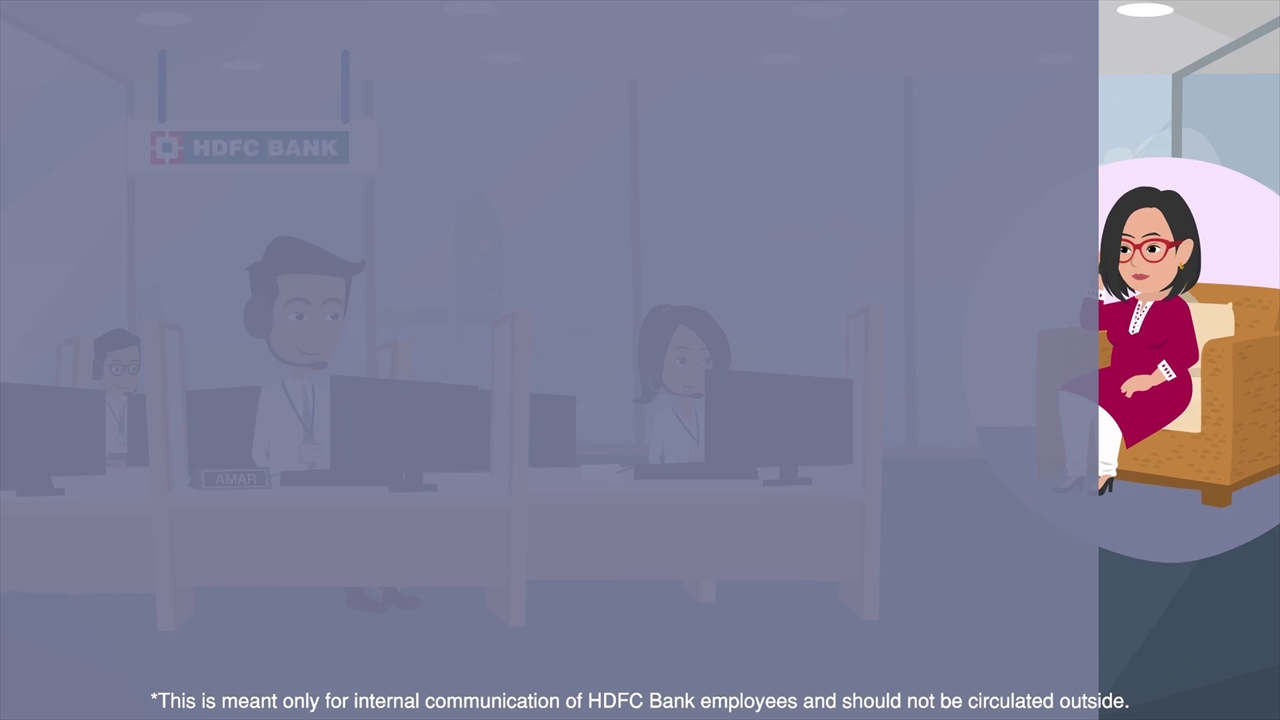 HDFC BANK
AMAR
*This is meant only for internal communication of HDFC Bank employees and should not be circulated outside.